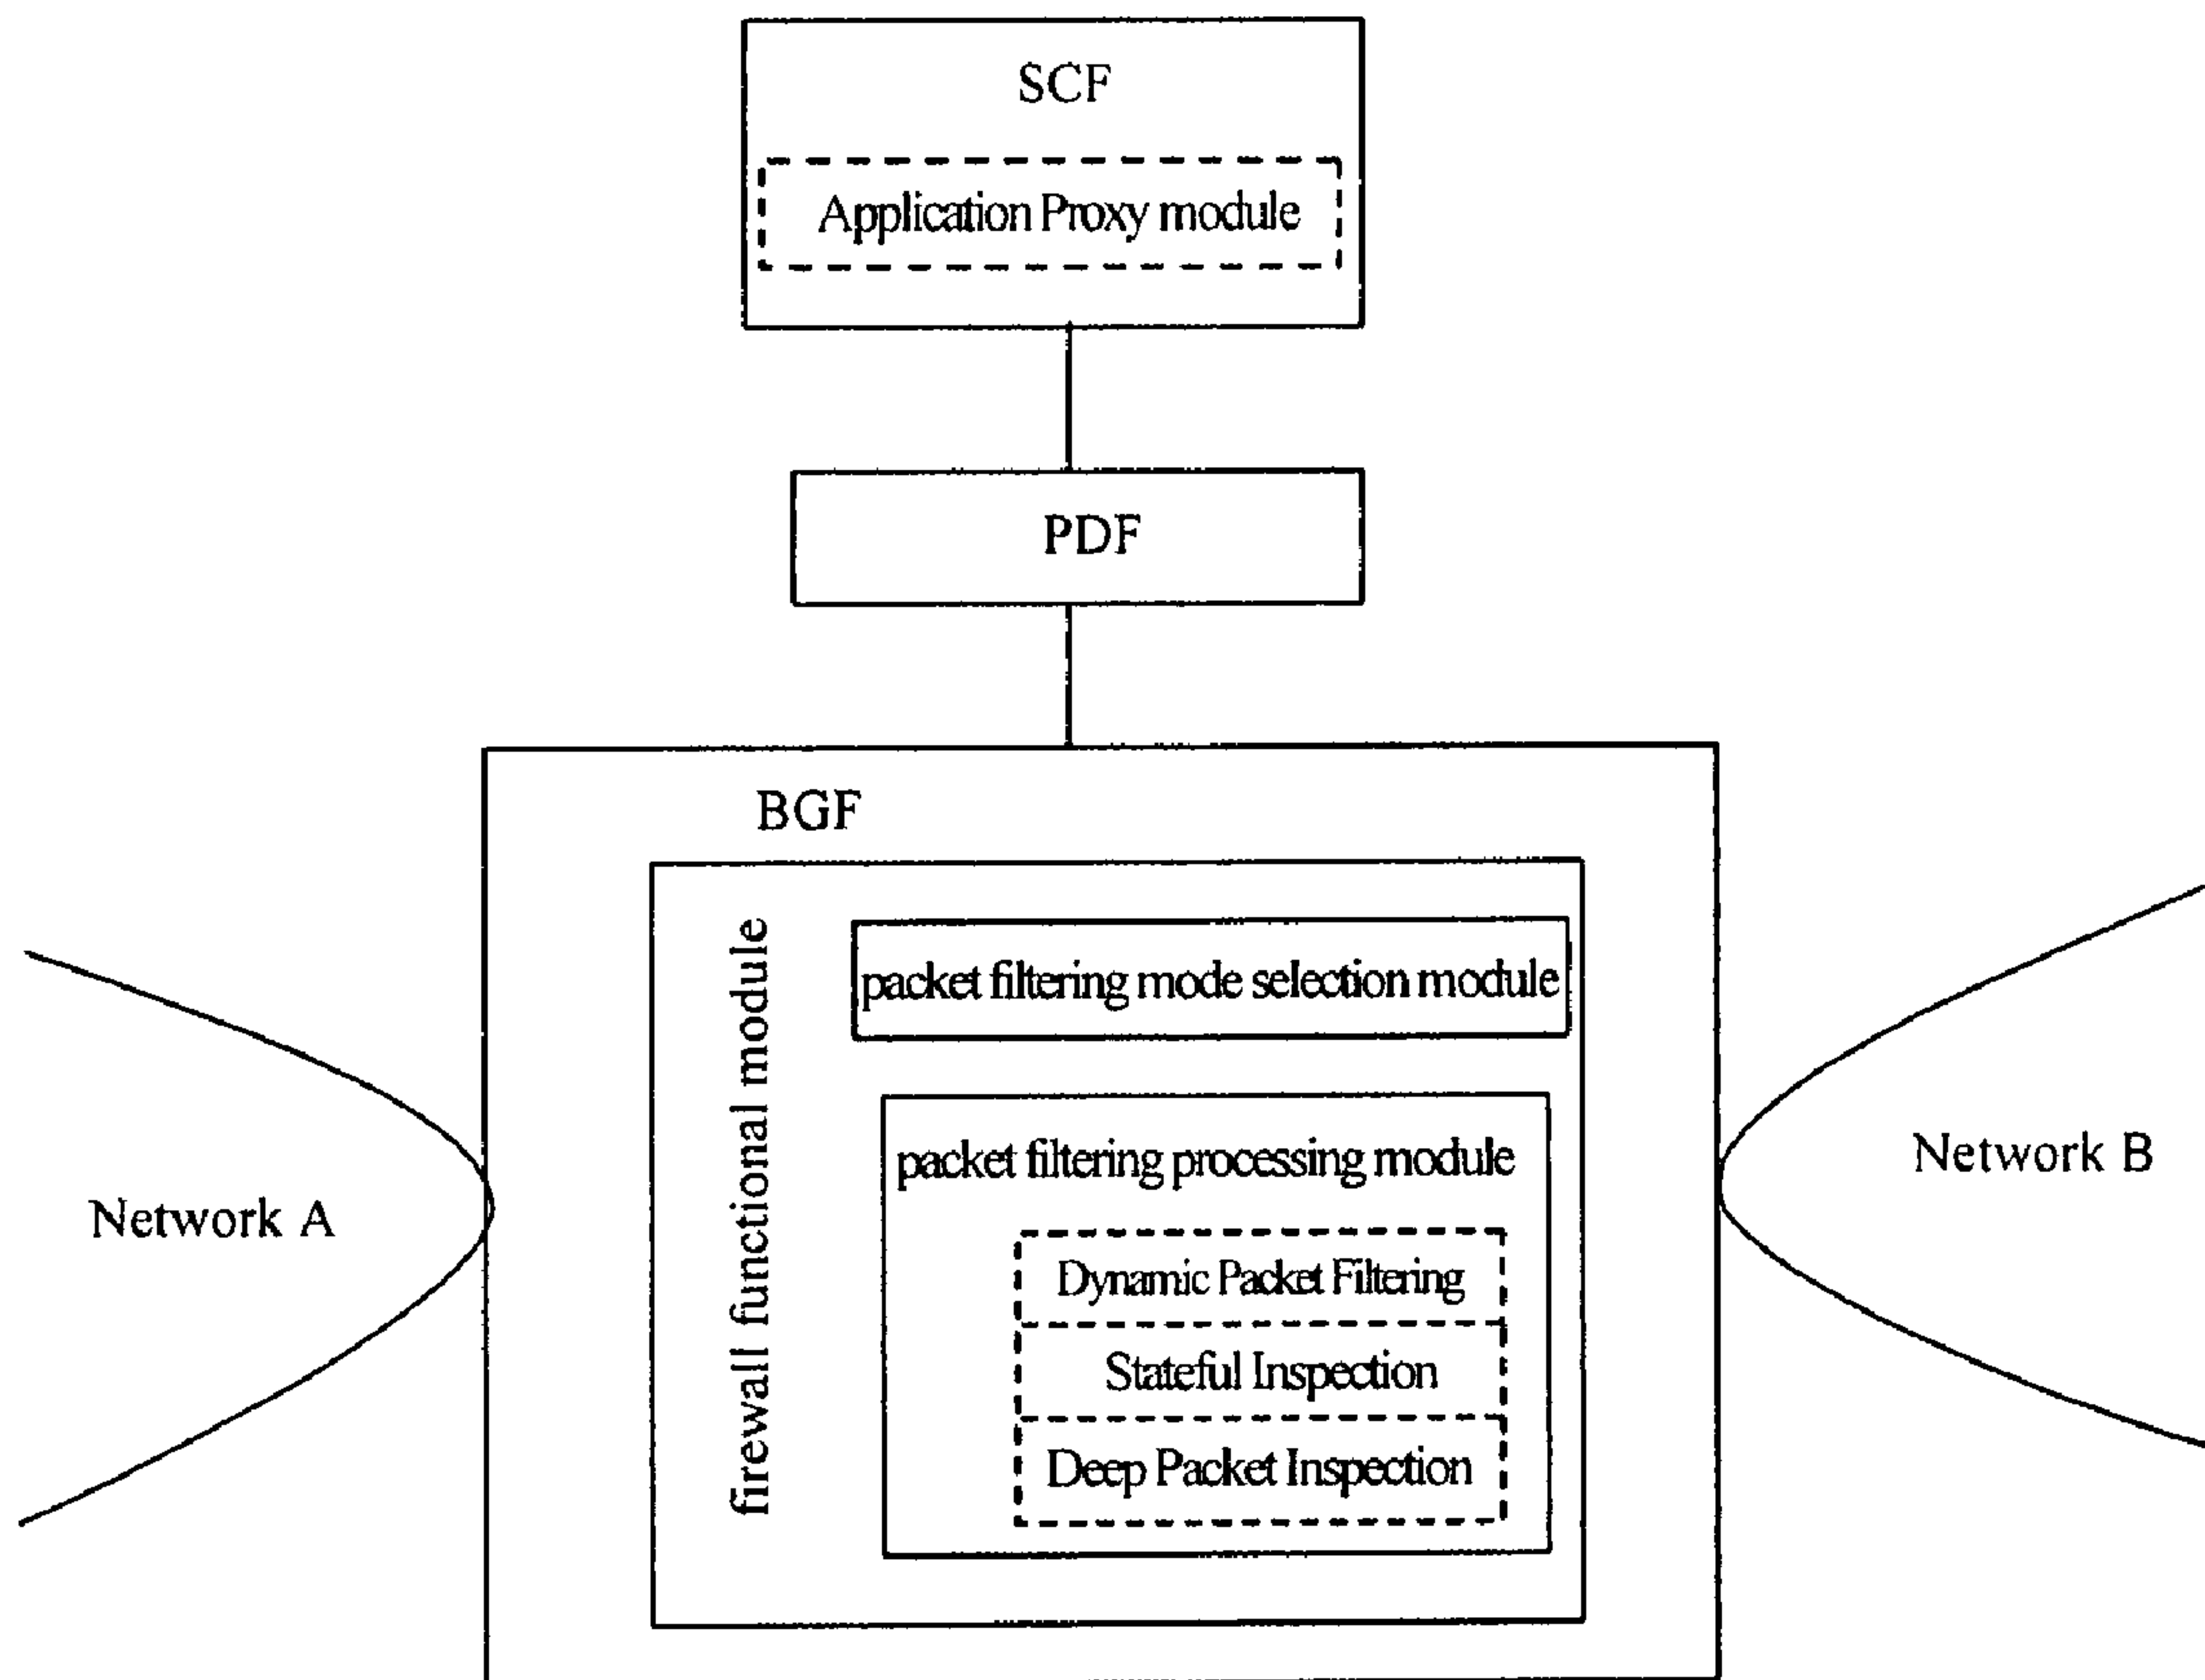 SCF
Application Proxy module
PDF
BGF
firewall functional module
packet filtering mode selection module
packet filtering processing module
Dynamic Packet Filtering
Stateful Inspection
Deep Packet Inspection
Network A
Network B